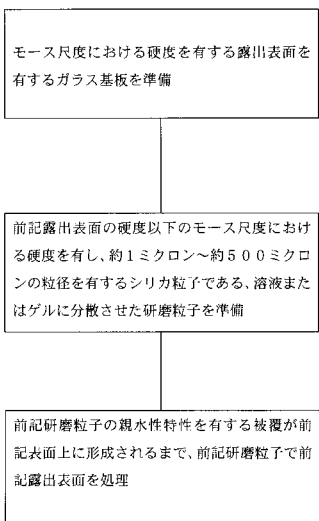 モース尺度における硬度を有する露出表面を
有するガラス基板を準備
前記露出表面の硬度以下のモース尺度におけ
る硬度を有し、約１ミクロン～約５００ミクロ
ンの粒径を有するシリカ粒子である、溶液また
はゲルに分散させた研磨粒子を準備
前記研磨粒子の親水性特性を有する被覆が前
記表面上に形成されるまで、前記研磨粒子で前
記露出表面を処理